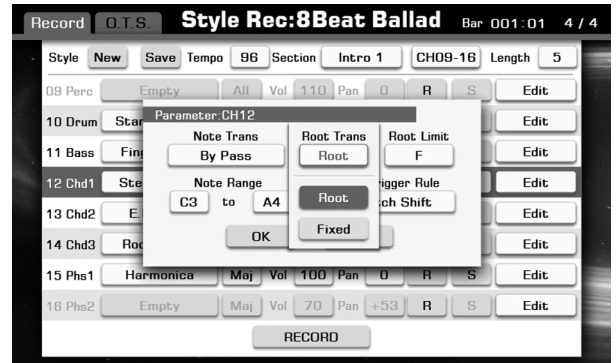 Record O.T.S. Style Rec:8Beat Ballad Bar 001:01 4/4
Style New Save Tempo 96 Section Intro 1 CH09-16 Length 5
09 Perc Empty All Vol 110 Pan 0 R S Edit
10 Drum Edit
Parameter:CH12
11 Bass Edit
Note Trans Root Trans Root Limit
By Pass Root F
12 Chd1 Edit
Note Range
C3 to A4 Root
13 Chd2 Edit
OK Fixed
14 Chd3 Edit
15 Phs1 Harmonica Maj Vol 100 Pan 0 R S Edit
16 Phs2 Empty Maj Vol 70 Pan +53 R S Edit
RECORD